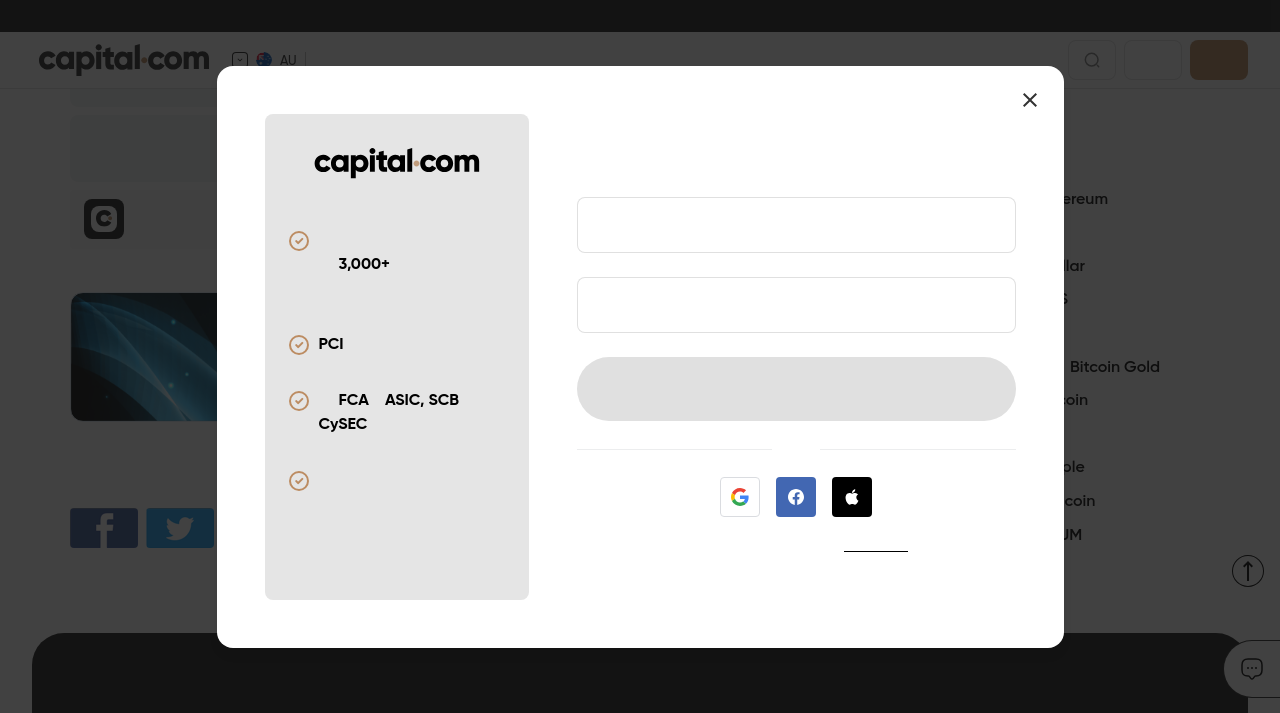 capital.com
AU
capital.com
3,000+
PCI
FCA ASIC, SCB
CySEC
ereum
llar
S
Bitcoin Gold
oin
ple
coin
UM